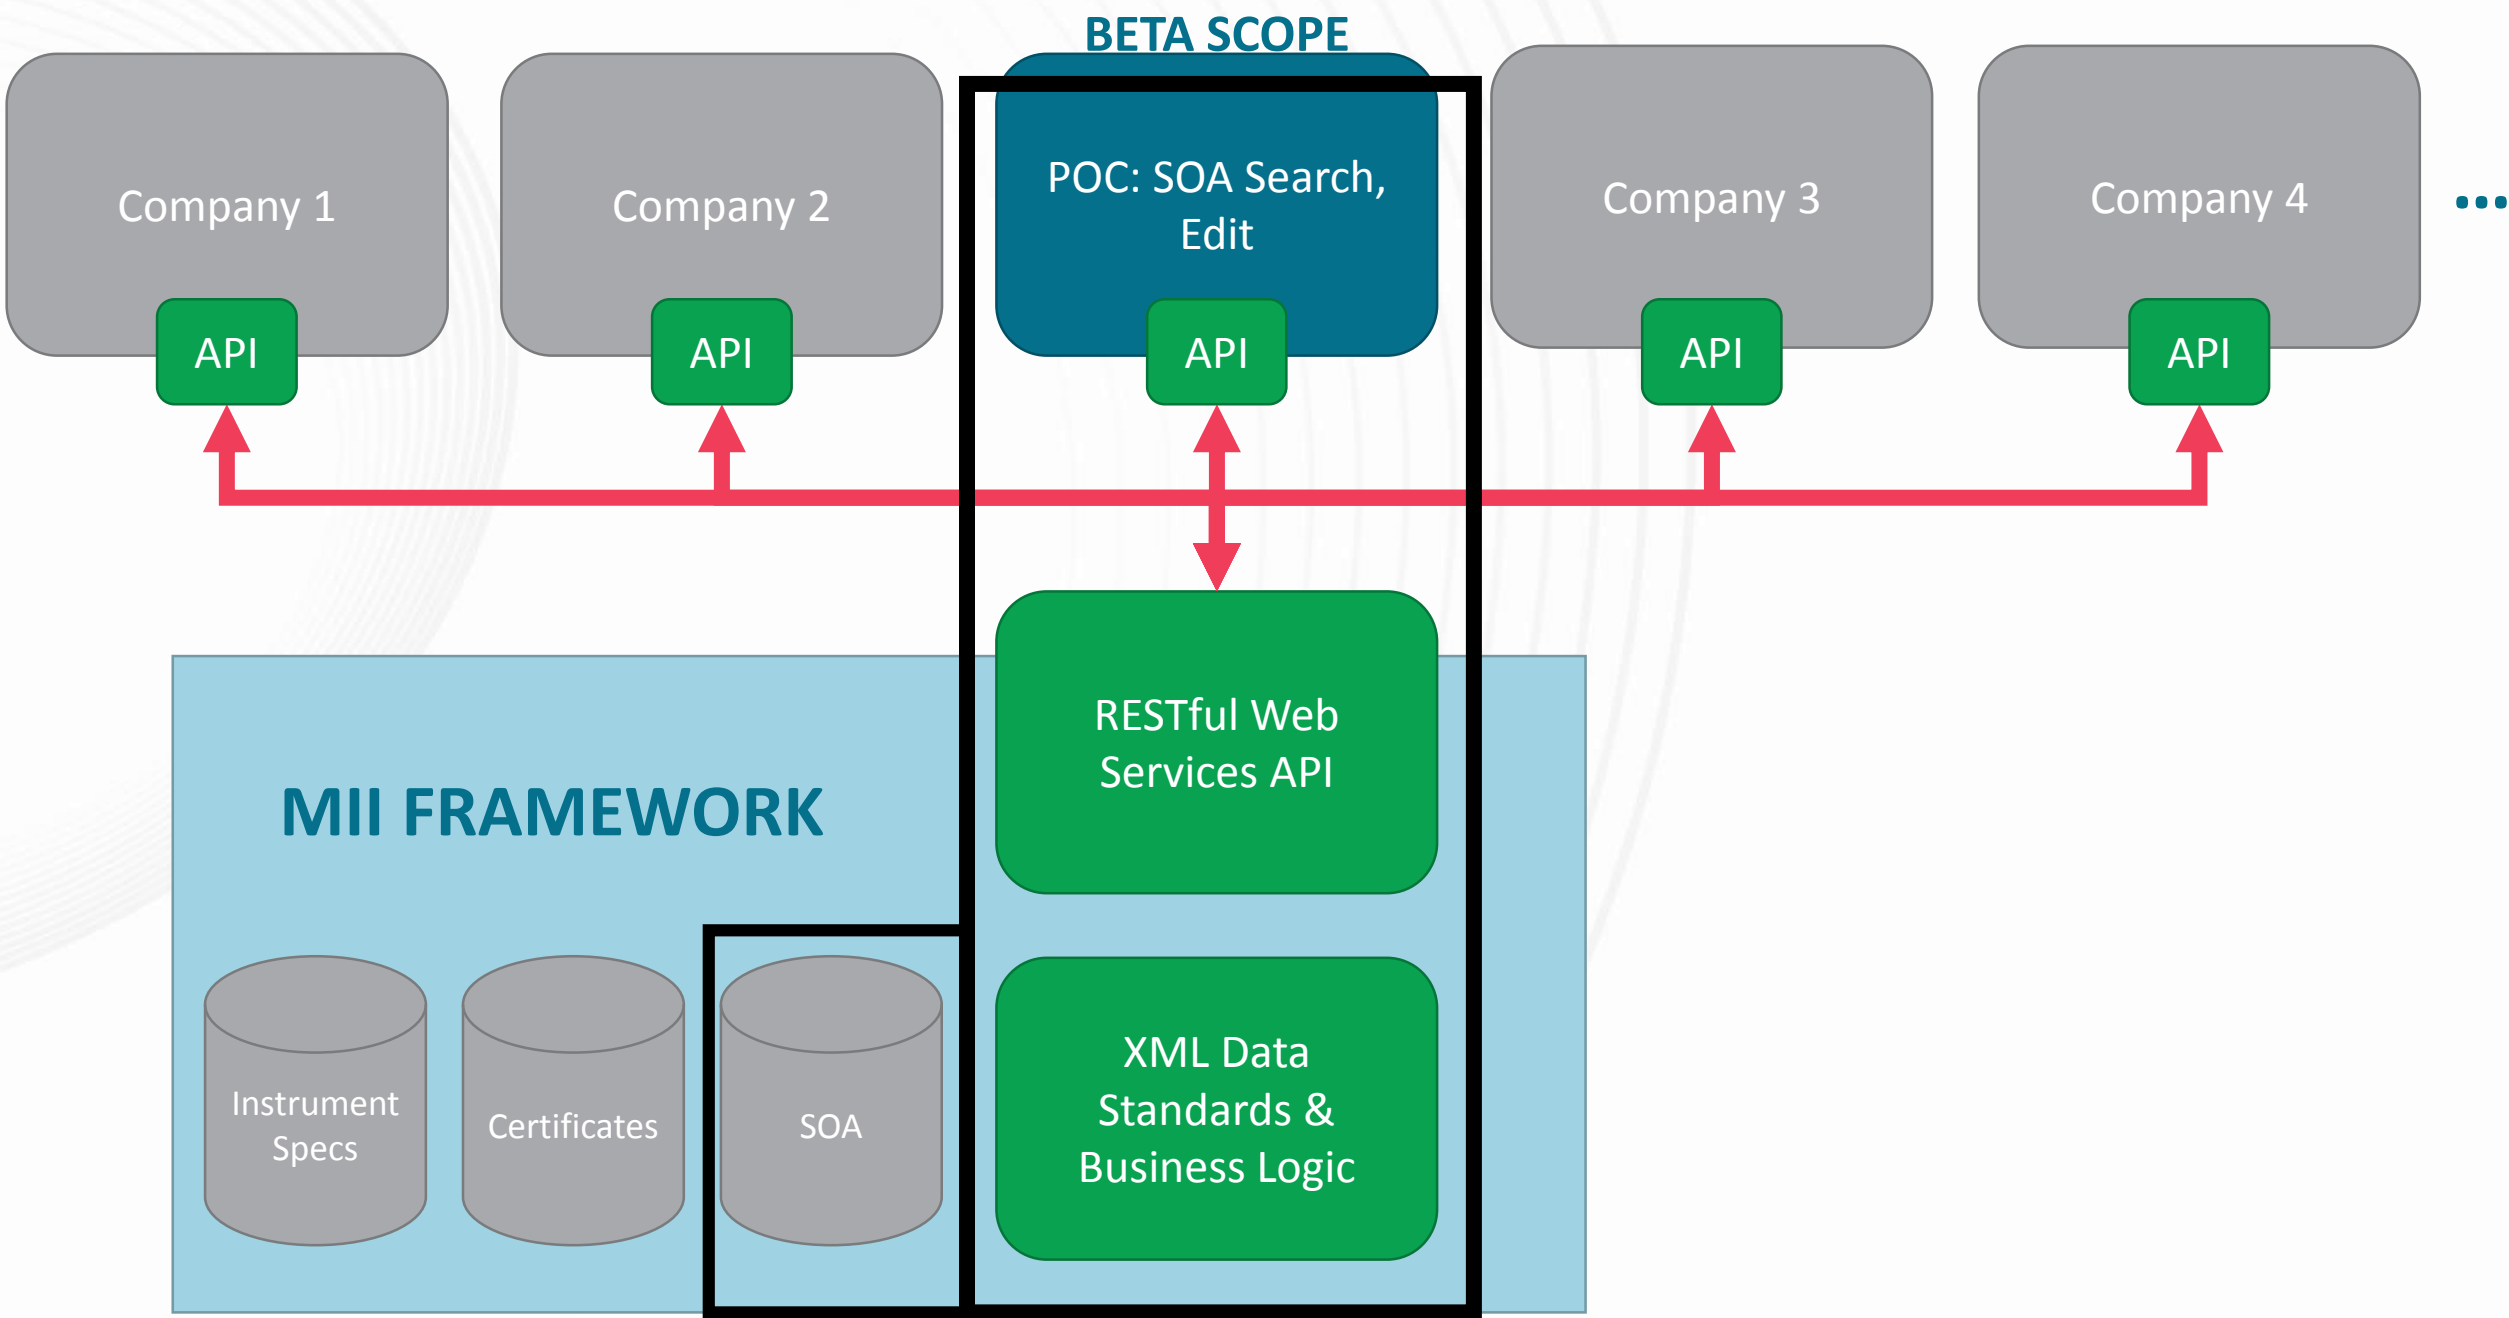 BETA SCOPE
Company 1
Company 2
POC: SOA Search,
Edit
Company 3
Company 4
...
API
API
API
API
API
RESTful Web
Services API
MII FRAMEWORK
Instrument
Specs
Certificates
SOA
XML Data
Standards &
Business Logic